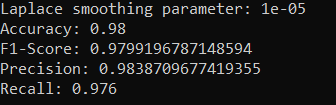 Laplace smoothing parameter: 1e-05
Accuracy: 0.98
F1-Score: 0.9799196787148594
Precision: 0.9838709677419355
Recall: 0.976